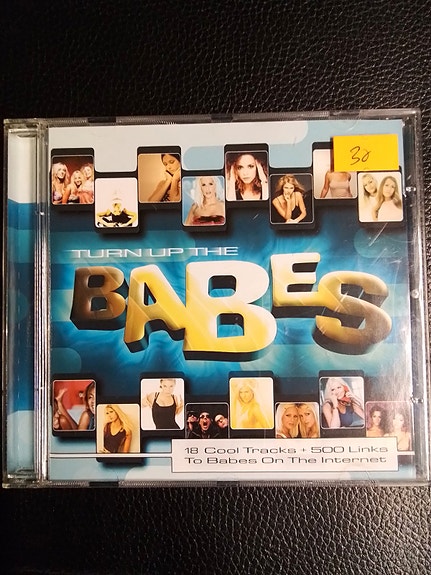 30
TURN UP THE
BABES
18 Cool Tracks + 500 Links
To Babes On The Internet